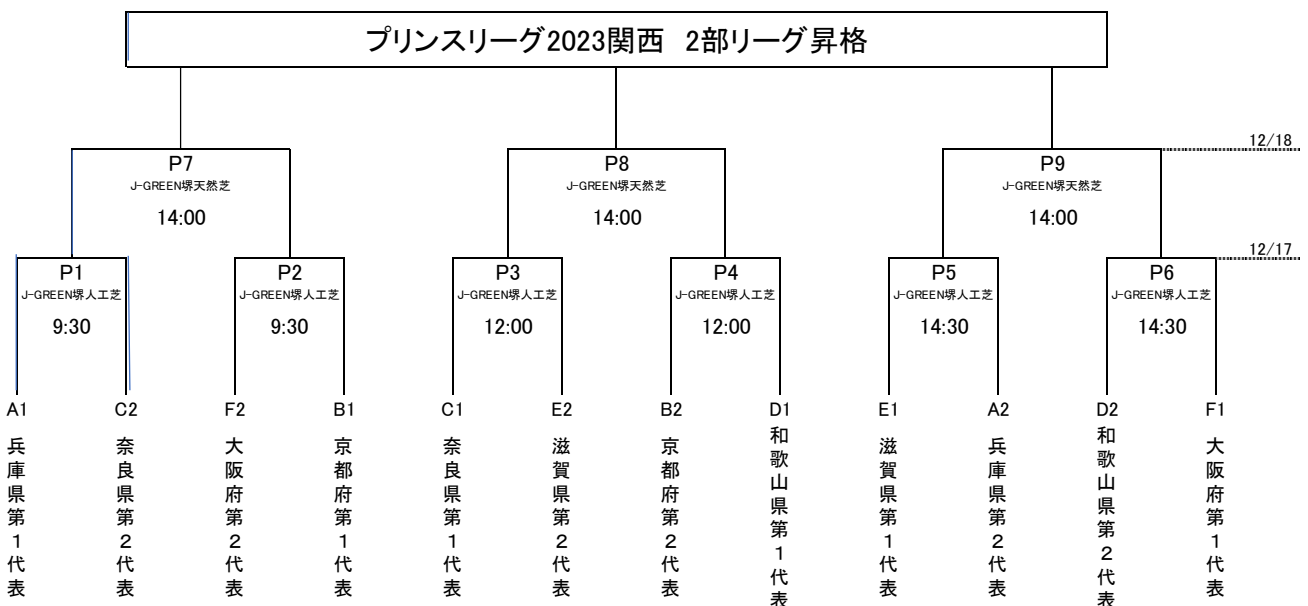 プリンスリーグ2023関西　2部リーグ昇格
12/18
P7
J-GREEN堺天然芝
14:00
P8
J-GREEN堺天然芝
14:00
P9
J-GREEN堺天然芝
14:00
12/17
P1
J-GREEN堺人工芝
9:30
P2
J-GREEN堺人工芝
9:30
P3
J-GREEN堺人工芝
12:00
P4
J-GREEN堺人工芝
12:00
P5
J-GREEN堺人工芝
14:30
P6
J-GREEN堺人工芝
14:30
A1
兵庫県第1代表
C2
奈良県第2代表
F2
大阪府第2代表
B1
京都府第1代表
C1
奈良県第1代表
E2
滋賀県第2代表
B2
京都府第2代表
D1
和歌山県第1代表
E1
滋賀県第1代表
A2
兵庫県第2代表
D2
和歌山県第2代表
F1
大阪府第1代表